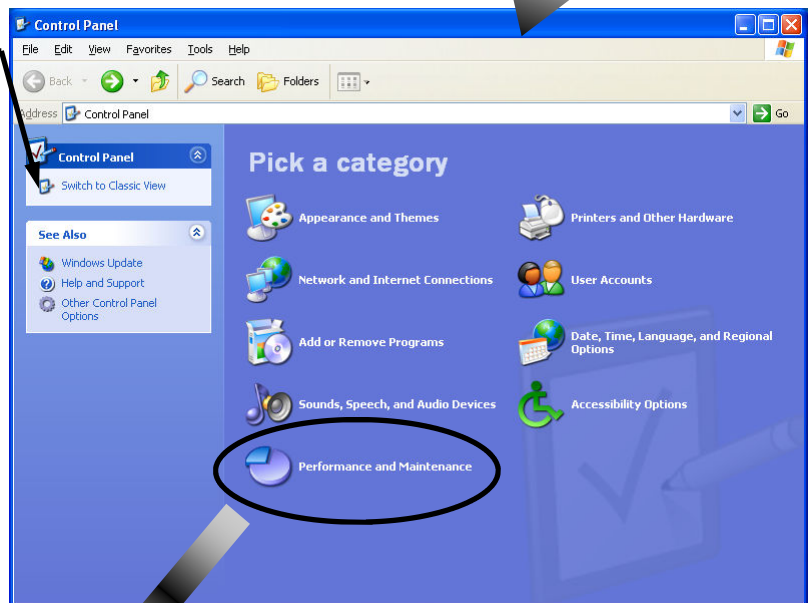 Control Panel
File Edit View Favorites Tools Help
Back Search Folders
Address Control Panel Go
Control Panel
Switch to Classic View
See Also
Windows Update
Help and Support
Other Control Panel
Options
Pick a category
Appearance and Themes
Printers and Other Hardware
Network and Internet Connections
User Accounts
Add or Remove Programs
Date, Time, Language, and Regional
Options
Sounds, Speech, and Audio Devices
Accessibility Options
Performance and Maintenance